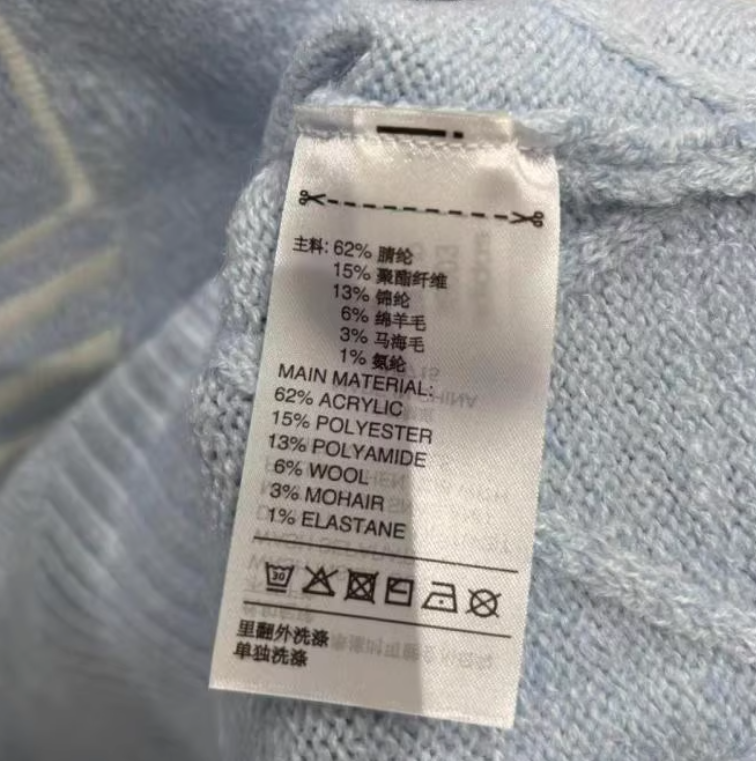 主料: 62% 腈纶
15% 聚酯纤维
13% 锦纶
6% 绵羊毛
3% 马海毛
1% 氨纶
MAIN MATERIAL:
62% ACRYLIC
15% POLYESTER
13% POLYAMIDE
6% WOOL
3% MOHAIR
1% ELASTANE
30
里翻外洗涤
单独洗涤